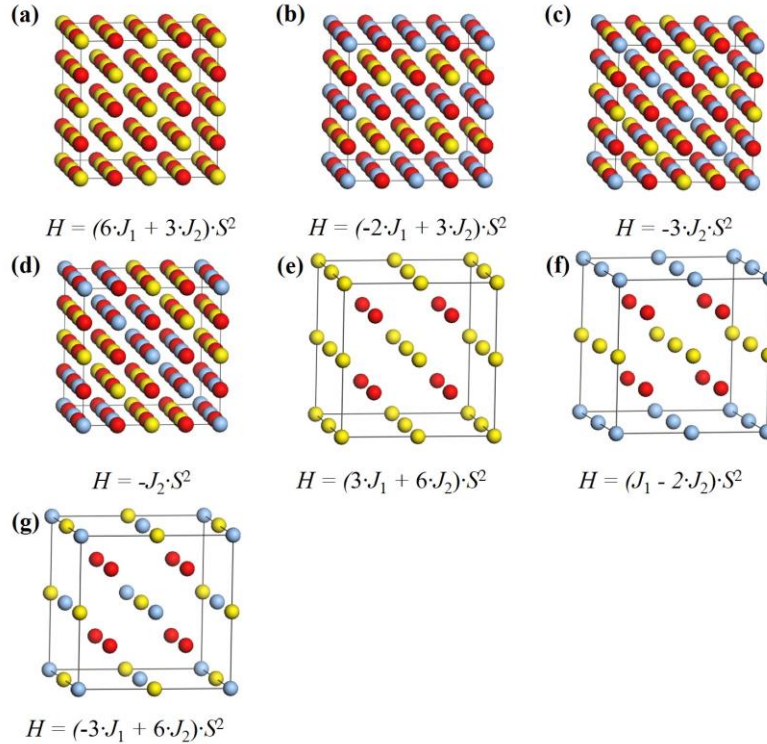 (a) (b) (c)
H = (6·J₁ + 3·J₂)·S² H = (-2·J₁ + 3·J₂)·S² H = -3·J₂·S²
(d) (e) (f)
H = -J₂·S² H = (3·J₁ + 6·J₂)·S² H = (J₁ - 2·J₂)·S²
(g)
H = (-3·J₁ + 6·J₂)·S²